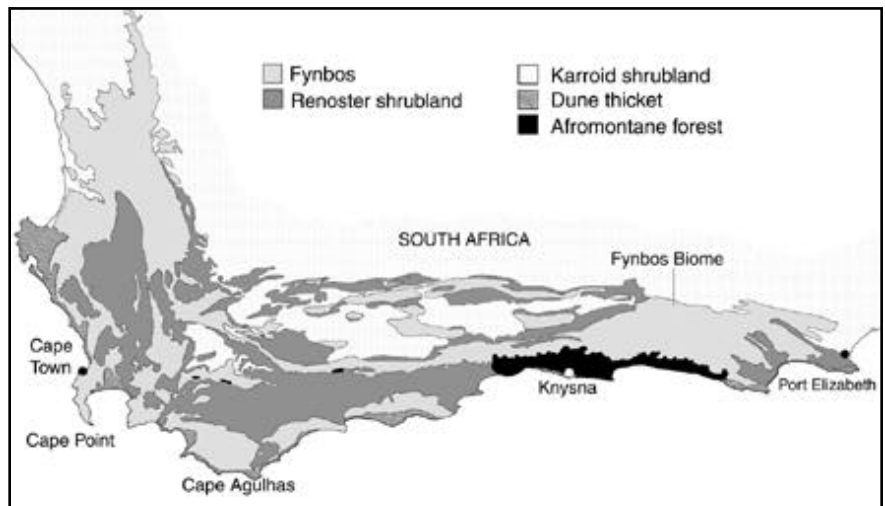 Fynbos
Renoster shrubland
Karroid shrubland
Dune thicket
Afromontane forest
SOUTH AFRICA
Fynbos Biome
Cape
Town
Knysna
Port Elizabeth
Cape Point
Cape Agulhas